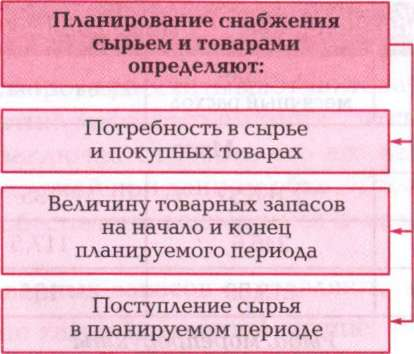 Планирование снабжения
сырьем и товарами
определяют:
Потребность в сырье
и покупных товарах
Величину товарных запасов
на начало и конец
планируемого периода
Поступление сырья
в планируемом периоде